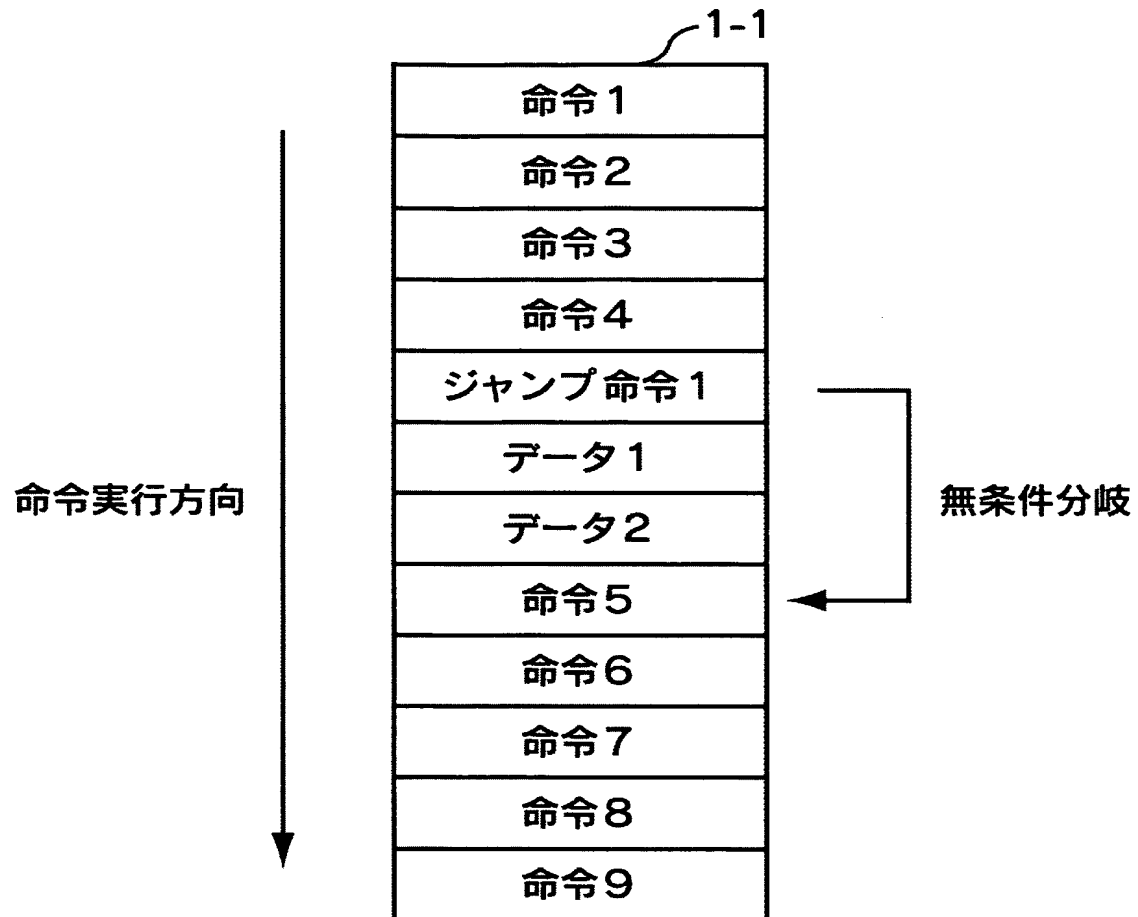 1-1
命令1
命令2
命令3
命令4
ジャンプ命令1
データ1
データ2
命令5
命令6
命令7
命令8
命令9
命令実行方向
無条件分岐